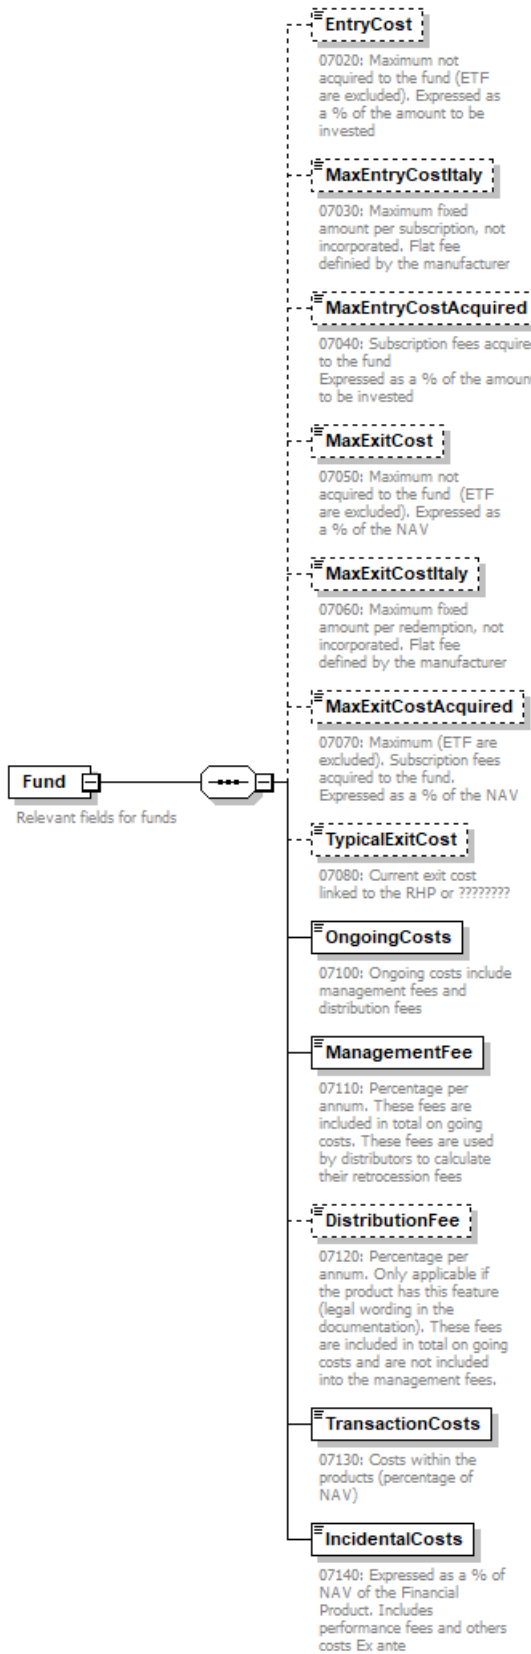 EntryCost
07020: Maximum not
acquired to the fund (ETF
are excluded). Expressed as
a % of the amount to be
invested
MaxEntryCostItaly
07030: Maximum fixed
amount per subscription, not
incorporated. Flat fee
definied by the manufacturer
MaxEntryCostAcquired
07040: Subscription fees acquire
to the fund
Expressed as a % of the amoun
to be invested
MaxExitCost
07050: Maximum not
acquired to the fund (ETF
are excluded). Expressed as
a % of the NAV
MaxExitCostItaly
07060: Maximum fixed
amount per redemption, not
incorporated. Flat fee
defined by the manufacturer
MaxExitCostAcquired
07070: Maximum (ETF are
excluded). Subscription fees
acquired to the fund.
Expressed as a % of the NAV
Fund
Relevant fields for funds
TypicalExitCost
07080: Current exit cost
linked to the RHP or ????????
OngoingCosts
07100: Ongoing costs include
management fees and
distribution fees
ManagementFee
07110: Percentage per
annum. These fees are
included in total on going
costs. These fees are used
by distributors to calculate
their retrocession fees
DistributionFee
07120: Percentage per
annum. Only applicable if
the product has this feature
(legal wording in the
documentation). These fees
are included in total on going
costs and are not included
into the management fees.
TransactionCosts
07130: Costs within the
products (percentage of
NAV)
IncidentalCosts
07140: Expressed as a % of
NAV of the Financial
Product. Includes
performance fees and others
costs Ex ante